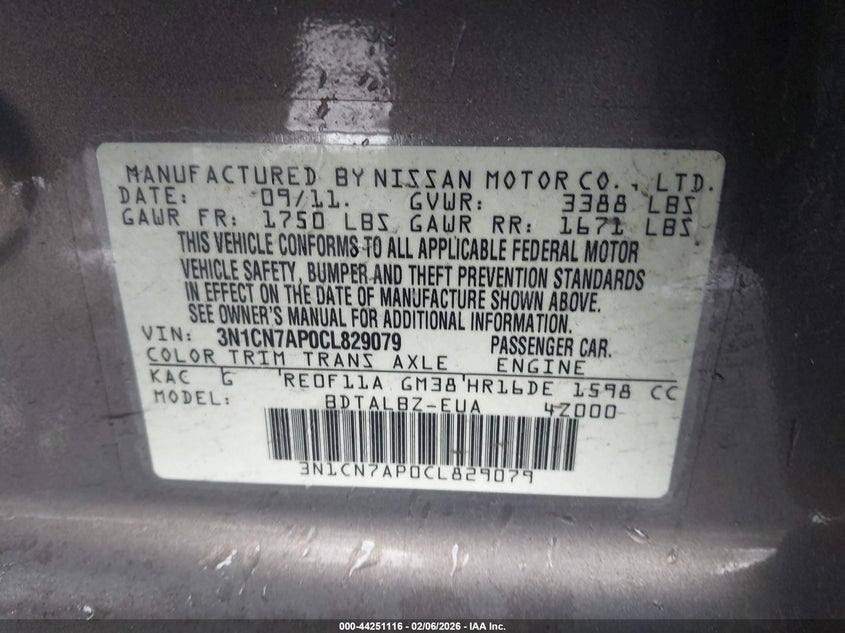 MANUFACTURED BY NISSAN MOTOR CO., LTD.
DATE: 09/11. GVWR: 3388 LBS
GAWR FR: 1750 LBS GAWR RR: 1671 LBS
THIS VEHICLE CONFORMS TO ALL APPLICABLE FEDERAL MOTOR
VEHICLE SAFETY, BUMPER AND THEFT PREVENTION STANDARDS
IN EFFECT ON THE DATE OF MANUFACTURE SHOWN ABOVE.
SEE OWNER'S MANUAL FOR ADDITIONAL INFORMATION.
VIN: 3N1CN7AP0CL829079 PASSENGER CAR.
COLOR TRIM TRANS AXLE ENGINE
KAC G 'RE0F11A GM38'HR16DE 1598 CC
MODEL: BDTALBZ-EUA 4Z000
3N1CN7AP0CL829079
000-44251116 | 02/06/2026 - IAA Inc.